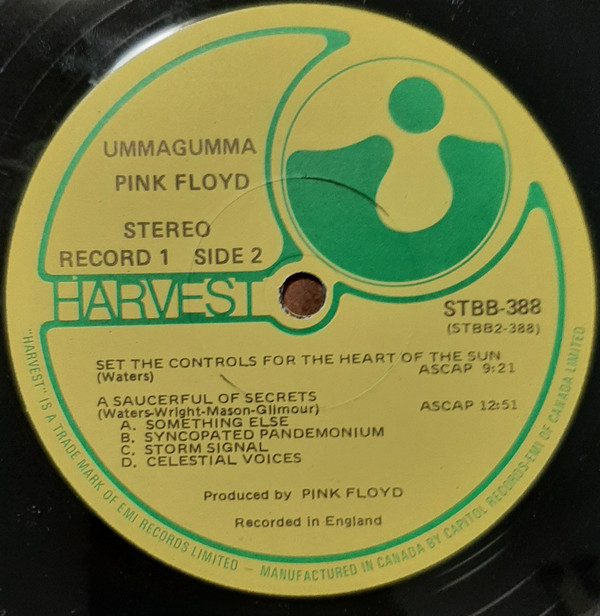 UMMAGUMMA
PINK FLOYD
STEREO
RECORD 1 SIDE 2
HARVEST
STBB-388
(STBB2-388)
SET THE CONTROLS FOR THE HEART OF THE SUN
(Waters) ASCAP 9:21
A SAUCERFUL OF SECRETS
(Waters-Wright-Mason-Glimour) ASCAP 12:51
A. SOMETHING ELSE
B. SYNCOPATED PANDEMONIUM
C. STORM SIGNAL
D. CELESTIAL VOICES
Produced by PINK FLOYD
Recorded in England
"HARVEST" IS A TRADE MARK OF EMI RECORDS LIMITED – MANUFACTURED IN CANADA BY CAPITOL RECORDS-EMI OF CANADA LIMITED